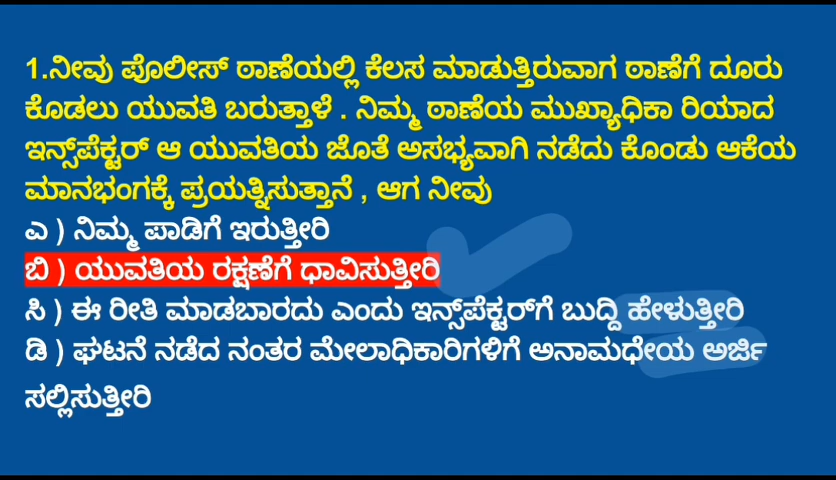 1.ನೀವು ಪೊಲೀಸ್ ಠಾಣೆಯಲ್ಲಿ ಕೆಲಸ ಮಾಡುತ್ತಿರುವಾಗ ಠಾಣೆಗೆ ದೂರು
ಕೊಡಲು ಯುವತಿ ಬರುತ್ತಾಳೆ . ನಿಮ್ಮ ಠಾಣೆಯ ಮುಖ್ಯಾಧಿಕಾ ರಿಯಾದ
ಇನ್ಸ್‌ಪೆಕ್ಟರ್ ಆ ಯುವತಿಯ ಜೊತೆ ಅಸಭ್ಯವಾಗಿ ನಡೆದು ಕೊಂಡು ಆಕೆಯ
ಮಾನಭಂಗಕ್ಕೆ ಪ್ರಯತ್ನಿಸುತ್ತಾನೆ , ಆಗ ನೀವು
ಎ ) ನಿಮ್ಮ ಪಾಡಿಗೆ ಇರುತ್ತೀರಿ
ಬಿ ) ಯುವತಿಯ ರಕ್ಷಣೆಗೆ ಧಾವಿಸುತ್ತೀರಿ
ಸಿ ) ಈ ರೀತಿ ಮಾಡಬಾರದು ಎಂದು ಇನ್ಸ್‌ಪೆಕ್ಟರ್‌ಗೆ ಬುದ್ದಿ ಹೇಳುತ್ತೀರಿ
ಡಿ ) ಘಟನೆ ನಡೆದ ನಂತರ ಮೇಲಾಧಿಕಾರಿಗಳಿಗೆ ಅನಾಮಧೇಯ ಅರ್ಜಿ
ಸಲ್ಲಿಸುತ್ತೀರಿ